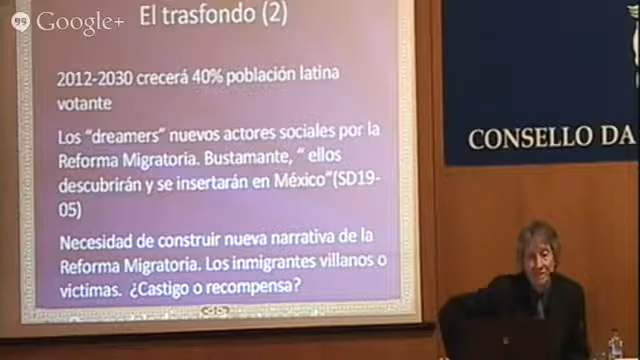 Google+
El trasfondo (2)
2012-2030 crecerá 40% población latina
votante
Los "dreamers" nuevos actores sociales por la
Reforma Migratoria. Bustamante, " ellos
descubrirán y se insertarán en México"(SD19-
05)
Necesidad de construir nueva narrativa de la
Reforma Migratoria. Los inmigrantes villanos o
victimas. ¿Castigo o recompensa?
CONSELLO DA